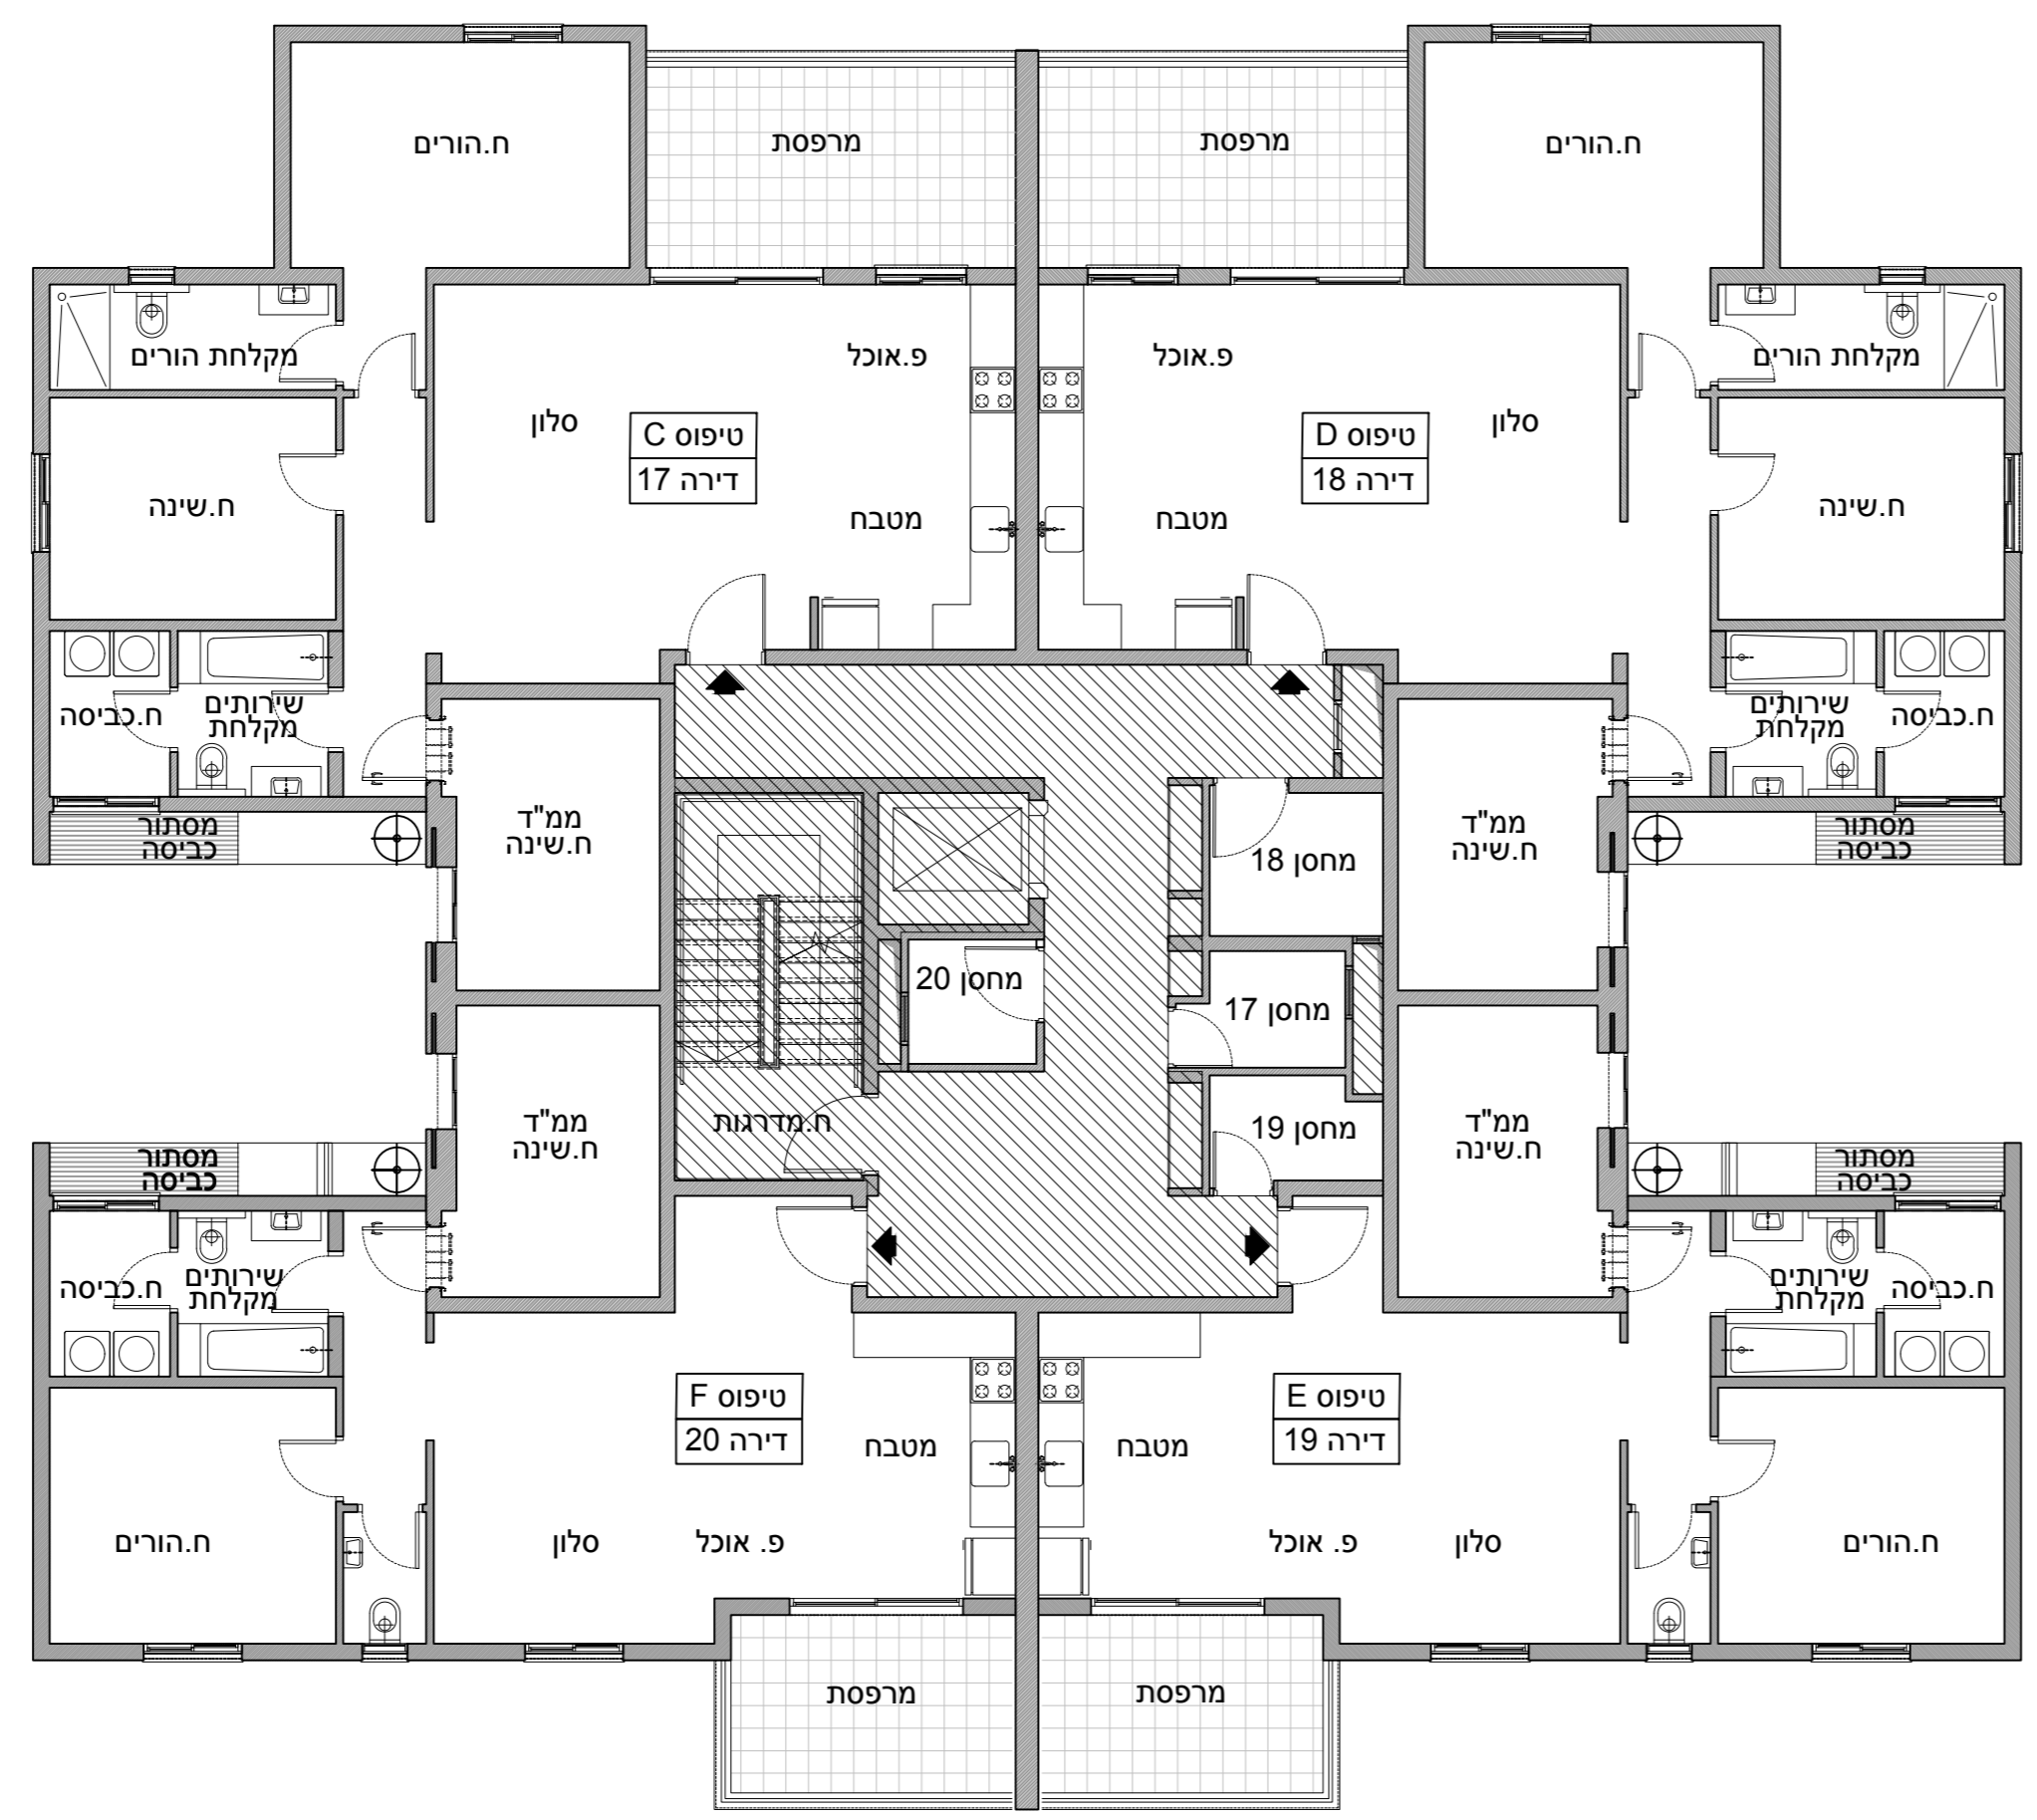 ח.הורים
מרפסת
מרפסת
ח.הורים
מקלחת הורים
פ.אוכל
פ.אוכל
מקלחת הורים
סלון
טיפוס C
דירה 17
טיפוס D
דירה 18
סלון
ח.שינה
מטבח
מטבח
ח.שינה
ח.כביסה
שירותים
מקלחת
שירותים
מקלחת
ח.כביסה
מסתור
כביסה
ממ"ד
ח.שינה
מחסן 18
ממ"ד
ח.שינה
מסתור
כביסה
מחסן 20
מחסן 17
ח.מדרגות
מחסן 19
ממ"ד
ח.שינה
ממ"ד
ח.שינה
מסתור
כביסה
מסתור
כביסה
ח.כביסה
שירותים
מקלחת
שירותים
מקלחת
ח.כביסה
טיפוס F
דירה 20
טיפוס E
דירה 19
מטבח
מטבח
ח.הורים
סלון
פ. אוכל
פ. אוכל
סלון
ח.הורים
מרפסת
מרפסת